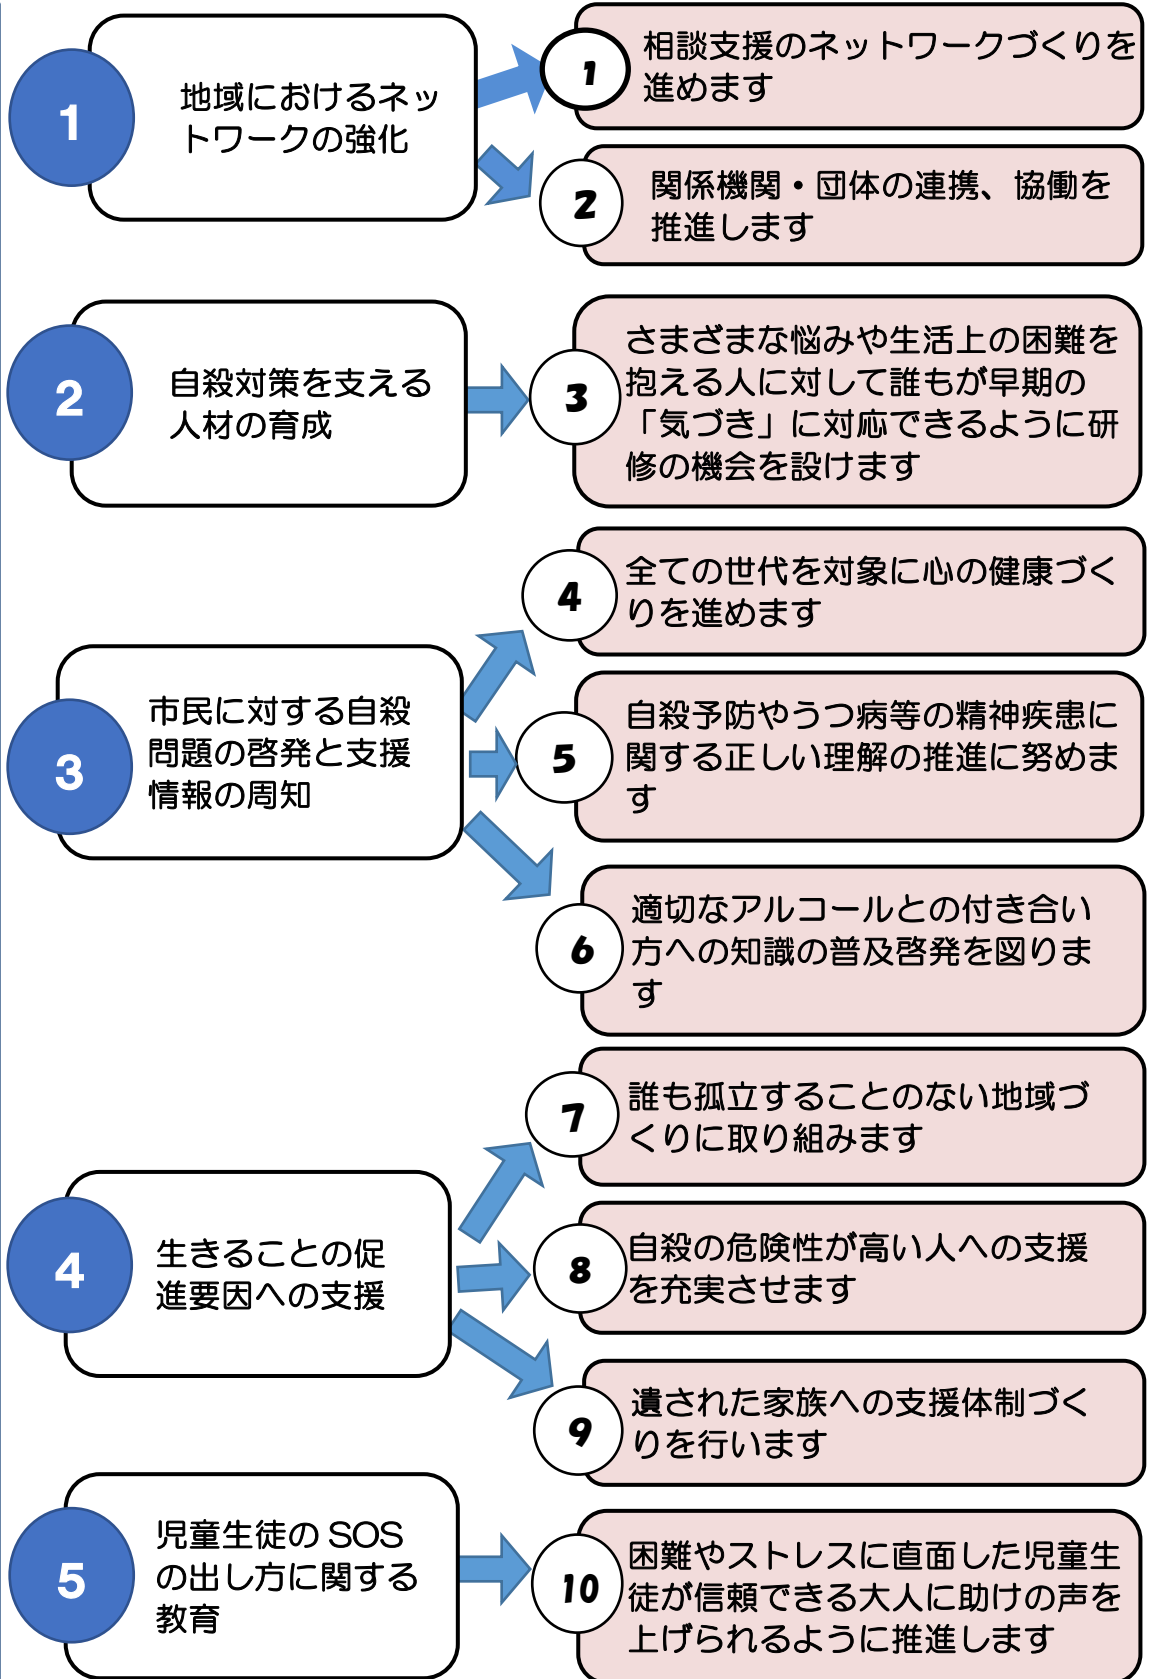 1
地域におけるネッ
トワークの強化
1
相談支援のネットワークづくりを
進めます
2
関係機関・団体の連携、協働を
推進します
2
自殺対策を支える
人材の育成
3
さまざまな悩みや生活上の困難を
抱える人に対して誰もが早期の
「気づき」に対応できるように研
修の機会を設けます
3
市民に対する自殺
問題の啓発と支援
情報の周知
4
全ての世代を対象に心の健康づく
りを進めます
5
自殺予防やうつ病等の精神疾患に
関する正しい理解の推進に努めま
す
6
適切なアルコールとの付き合い
方への知識の普及啓発を図りま
す
4
生きることの促
進要因への支援
7
誰も孤立することのない地域づ
くりに取り組みます
8
自殺の危険性が高い人への支援
を充実させます
9
遺された家族への支援体制づく
りを行います
5
児童生徒の SOS
の出し方に関する
教育
10
困難やストレスに直面した児童生
徒が信頼できる大人に助けの声を
上げられるように推進します